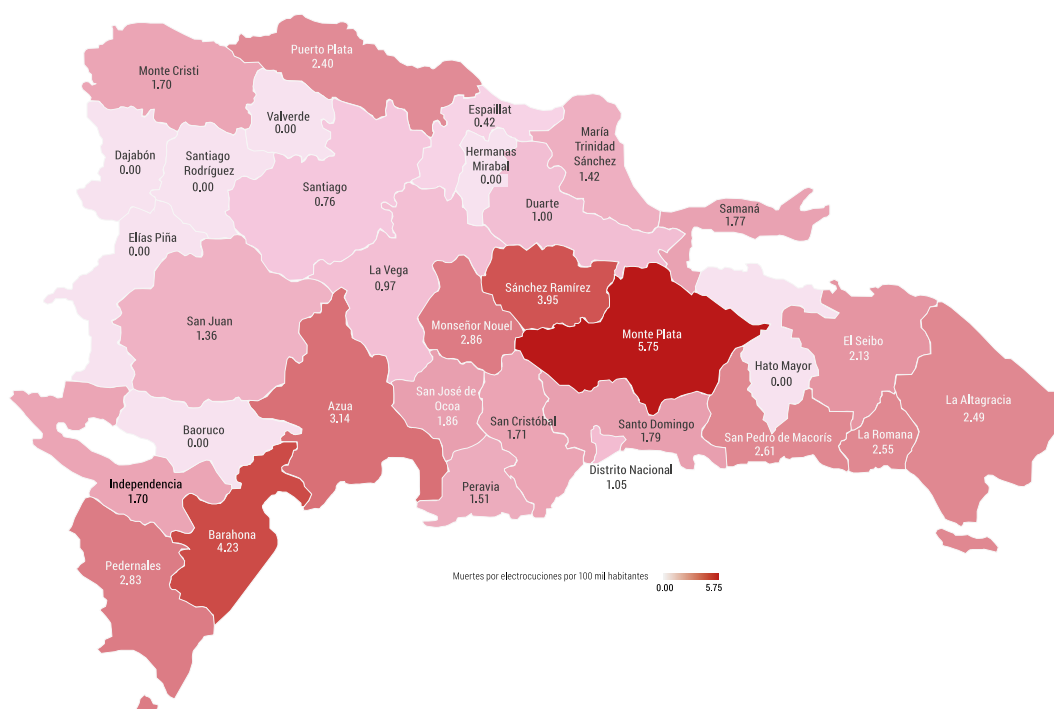 Puerto Plata
2.40
Monte Cristi
1.70
Valverde
0.00
Espaillat
0.42
María
Trinidad
Sánchez
1.42
Dajabón
0.00
Santiago
Rodríguez
0.00
Hermanas
Mirabal
0.00
Santiago
0.76
Duarte
1.00
Samaná
1.77
Elías Piña
0.00
La Vega
0.97
Sánchez Ramírez
3.95
San Juan
1.36
Monseñor Nouel
2.86
Monte Plata
5.75
El Seibo
2.13
Hato Mayor
0.00
La Altagracia
2.49
Azua
3.14
San José de
Ocoa
1.86
San Cristóbal
1.71
Santo Domingo
1.79
San Pedro de Macorís
2.61
La Romana
2.55
Baoruco
0.00
Distrito Nacional
1.05
Independencia
1.70
Peravia
1.51
Barahona
4.23
Pedernales
2.83
Muertes por electrocuciones por 100 mil habitantes
0.00
5.75